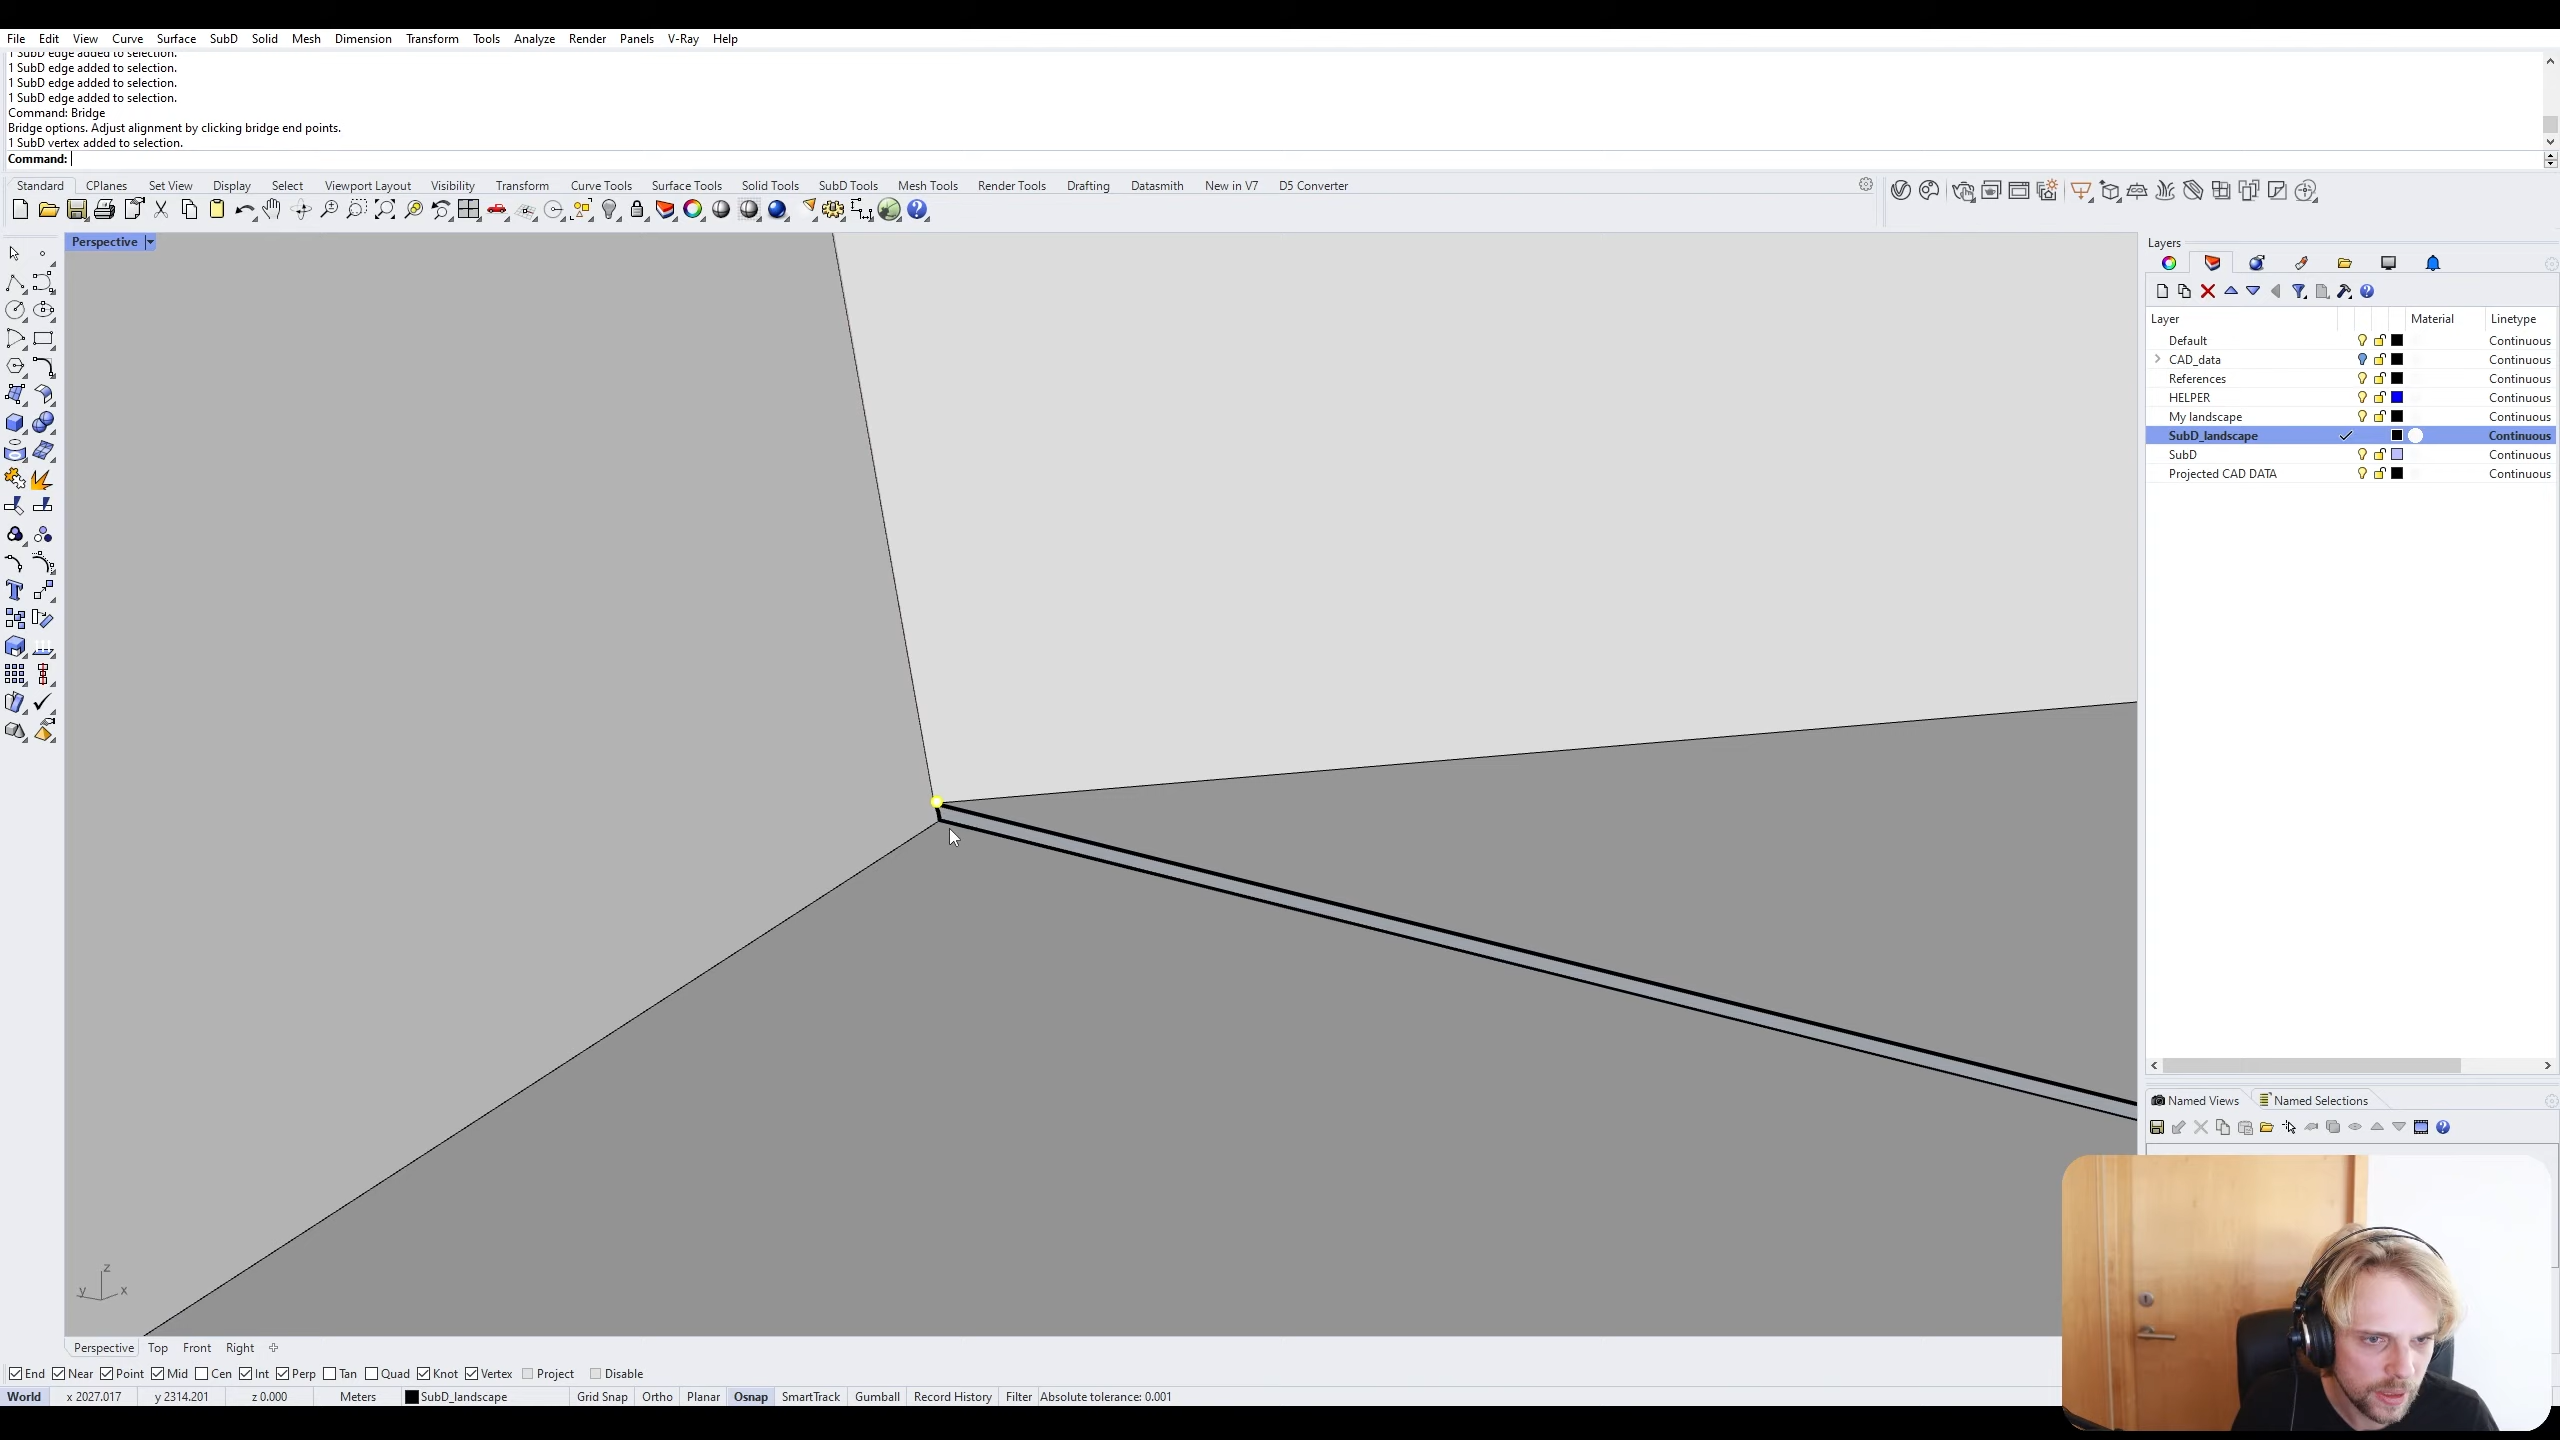 File Edit View Curve Surface SubD Solid Mesh Dimension Transform Tools Analyze Render Panels V-Ray Help
1 SubD edge added to selection.
1 SubD edge added to selection.
1 SubD edge added to selection.
1 SubD edge added to selection.
Command: Bridge
Bridge options. Adjust alignment by clicking bridge end points.
1 SubD vertex added to selection.
Command:
Standard CPlanes Set View Display Select Viewport Layout Visibility Transform Curve Tools Surface Tools Solid Tools SubD Tools Mesh Tools Render Tools Drafting Datasmith New in V7 D5 Converter
Perspective
Layers
Layer Material Linetype
Default Continuous
CAD_data Continuous
References Continuous
HELPER Continuous
My landscape Continuous
SubD_landscape Continuous
SubD Continuous
Projected CAD DATA Continuous
Named Views Named Selections
z
y x
Perspective Top Front Right
End Near Point Mid Cen Int Perp Tan Quad Knot Vertex Project Disable
World x 2027.017 y 2314.201 z 0.000 Meters SubD_landscape Grid Snap Ortho Planar Osnap SmartTrack Gumball Record History Filter Absolute tolerance: 0.001